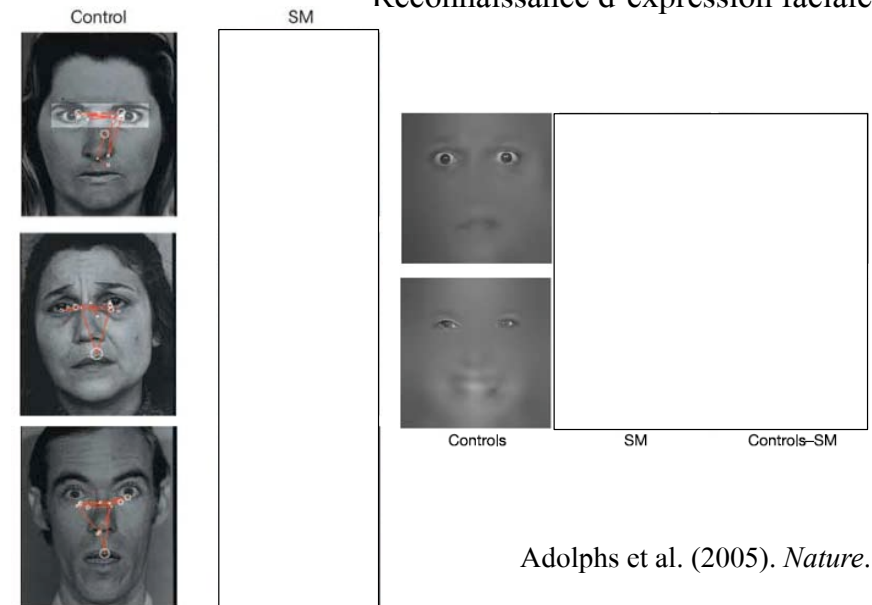 Reconnaissance d'expression faciale
Control
SM
Controls
SM
Controls–SM
Adolphs et al. (2005). Nature.